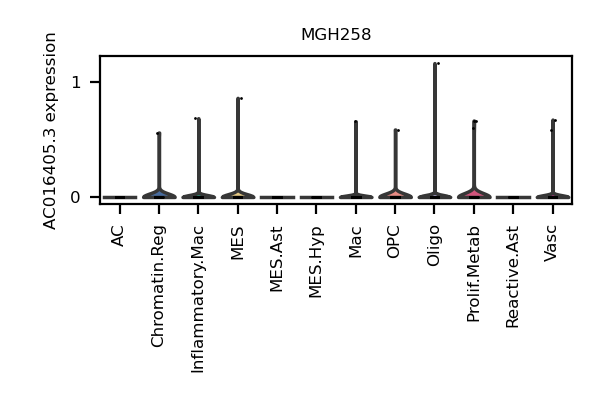 MGH258
AC016405.3 expression
1
0
AC
Chromatin.Reg
Inflammatory.Mac
MES
MES.Ast
MES.Hyp
Mac
OPC
Oligo
Prolif.Metab
Reactive.Ast
Vasc